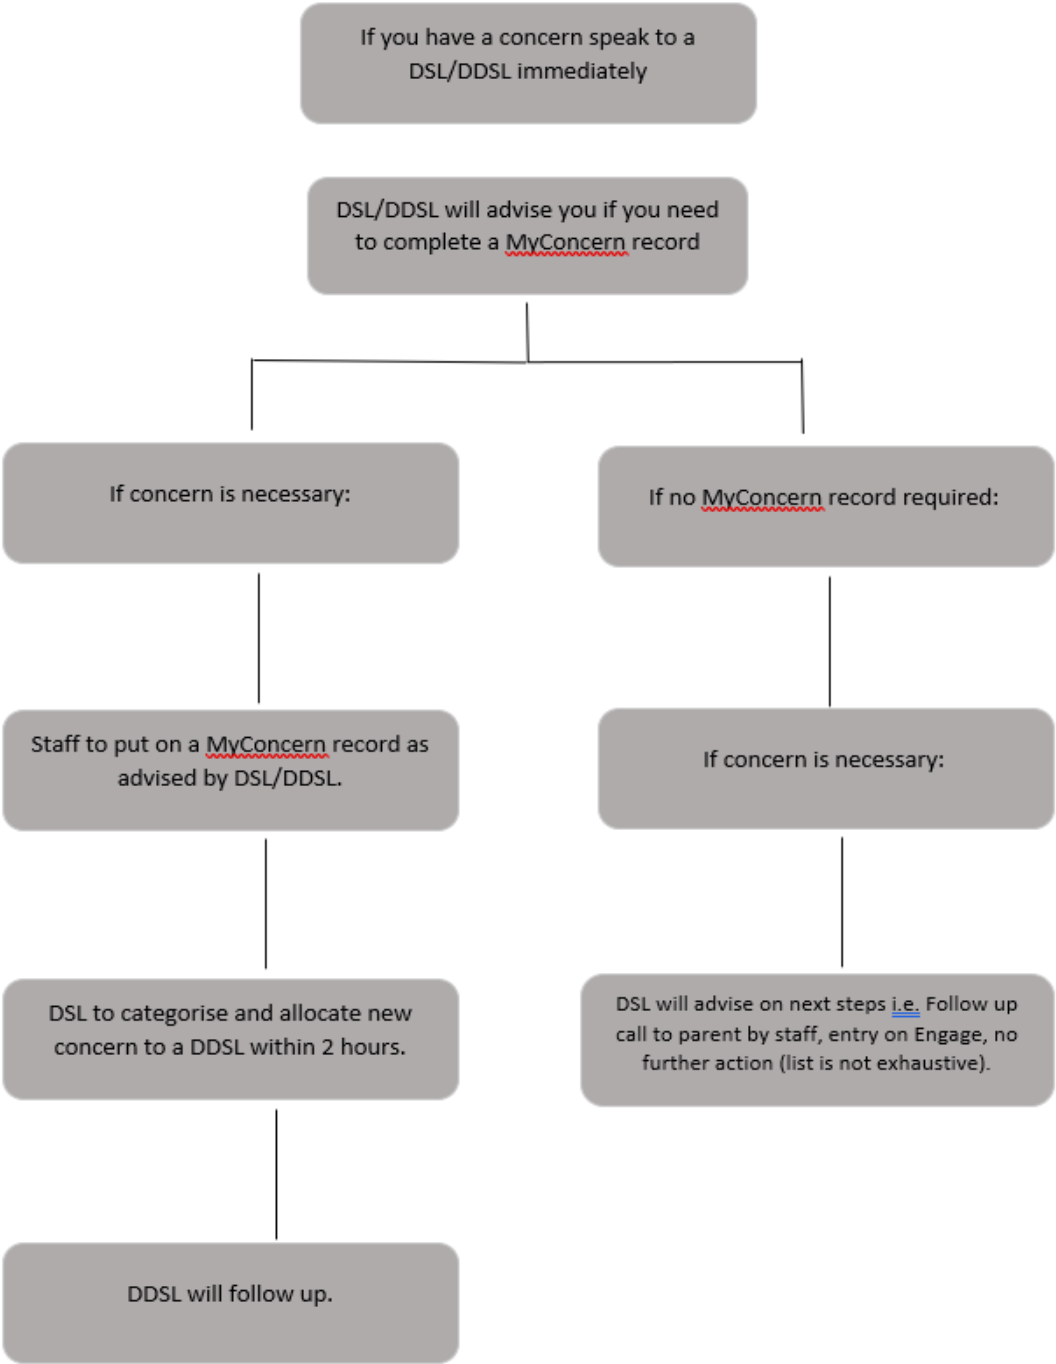 If you have a concern speak to a
DSL/DDSL immediately
DSL/DDSL will advise you if you need
to complete a MyConcern record
If concern is necessary:
If no MyConcern record required:
Staff to put on a MyConcern record as
advised by DSL/DDSL.
If concern is necessary:
DSL to categorise and allocate new
concern to a DDSL within 2 hours.
DSL will advise on next steps i.e. Follow up
call to parent by staff, entry on Engage, no
further action (list is not exhaustive).
DDSL will follow up.